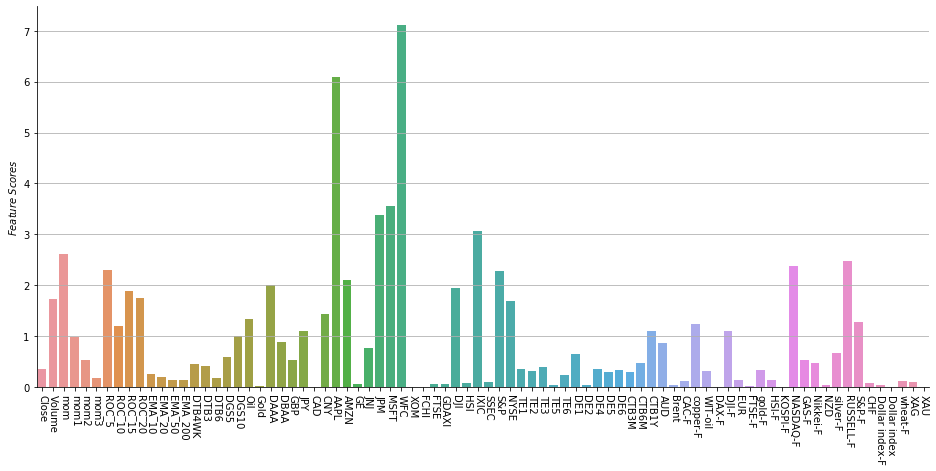 7
6
5
4
3
2
1
0
Feature Scores
Close
Volume
mom
mom1
mom2
mom3
ROC_5
ROC_10
ROC_15
ROC_20
EMA_10
EMA_20
EMA_50
EMA_200
DTB4WK
DTB3
DTB6
DGS5
DGS10
Oil
Gold
DAAA
DBAA
GBP
JPY
CAD
CNY
AAPL
AMZN
GE
JNJ
JPM
MSFT
WFC
XOM
FCHI
FTSE
GDAXI
DJI
HSI
IXIC
SSEC
S&P
NYSE
TE1
TE2
TE3
TE5
TE6
DE1
DE2
DE4
DE5
DE6
CTB3M
CTB6M
CTB1Y
AUD
Brent
CAC-F
copper-F
WIT-oil
DAX-F
DJI-F
EUR
FTSE-F
gold-F
HSI-F
KOSPI-F
NASDAQ-F
GAS-F
Nikkei-F
NZD
silver-F
RUSSELL-F
S&P-F
CHF
Dollar index-F
Dollar index
wheat-F
XAG
XAU